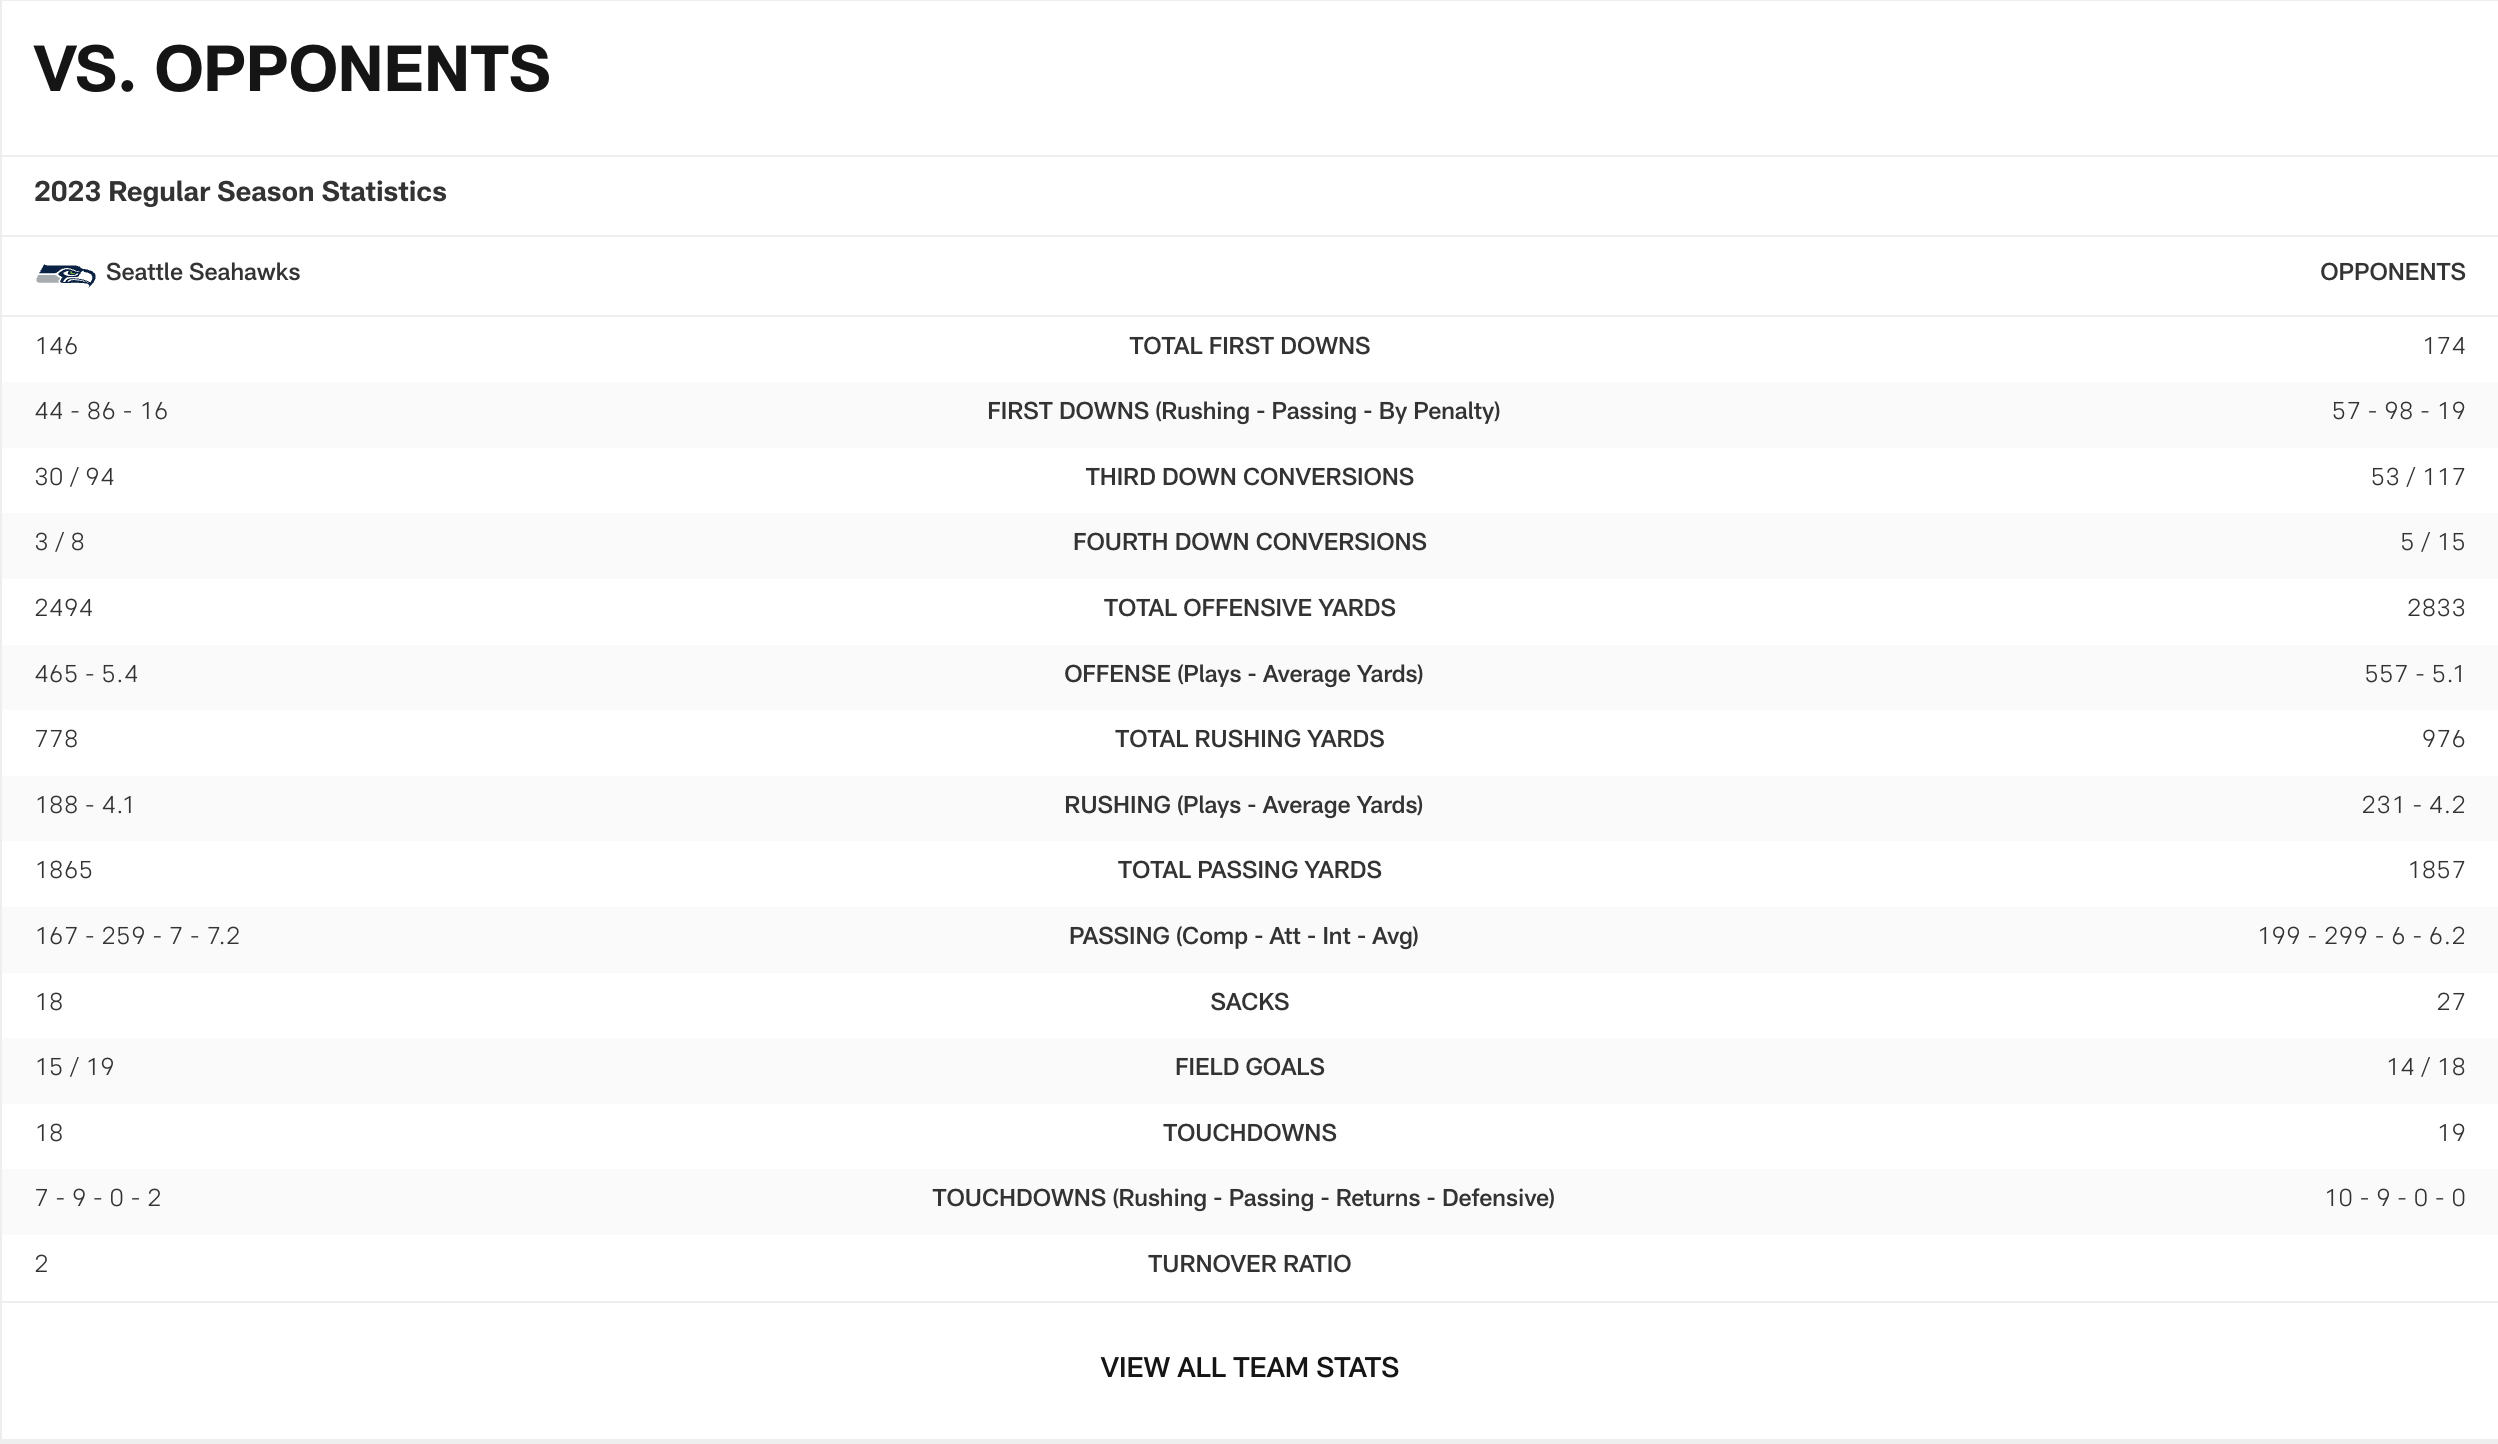 VS. OPPONENTS
2023 Regular Season Statistics
Seattle Seahawks OPPONENTS
146 TOTAL FIRST DOWNS 174
44 - 86 - 16 FIRST DOWNS (Rushing - Passing - By Penalty) 57 - 98 - 19
30 / 94 THIRD DOWN CONVERSIONS 53 / 117
3 / 8 FOURTH DOWN CONVERSIONS 5 / 15
2494 TOTAL OFFENSIVE YARDS 2833
465 - 5.4 OFFENSE (Plays - Average Yards) 557 - 5.1
778 TOTAL RUSHING YARDS 976
188 - 4.1 RUSHING (Plays - Average Yards) 231 - 4.2
1865 TOTAL PASSING YARDS 1857
167 - 259 - 7 - 7.2 PASSING (Comp - Att - Int - Avg) 199 - 299 - 6 - 6.2
18 SACKS 27
15 / 19 FIELD GOALS 14 / 18
18 TOUCHDOWNS 19
7 - 9 - 0 - 2 TOUCHDOWNS (Rushing - Passing - Returns - Defensive) 10 - 9 - 0 - 0
2 TURNOVER RATIO
VIEW ALL TEAM STATS